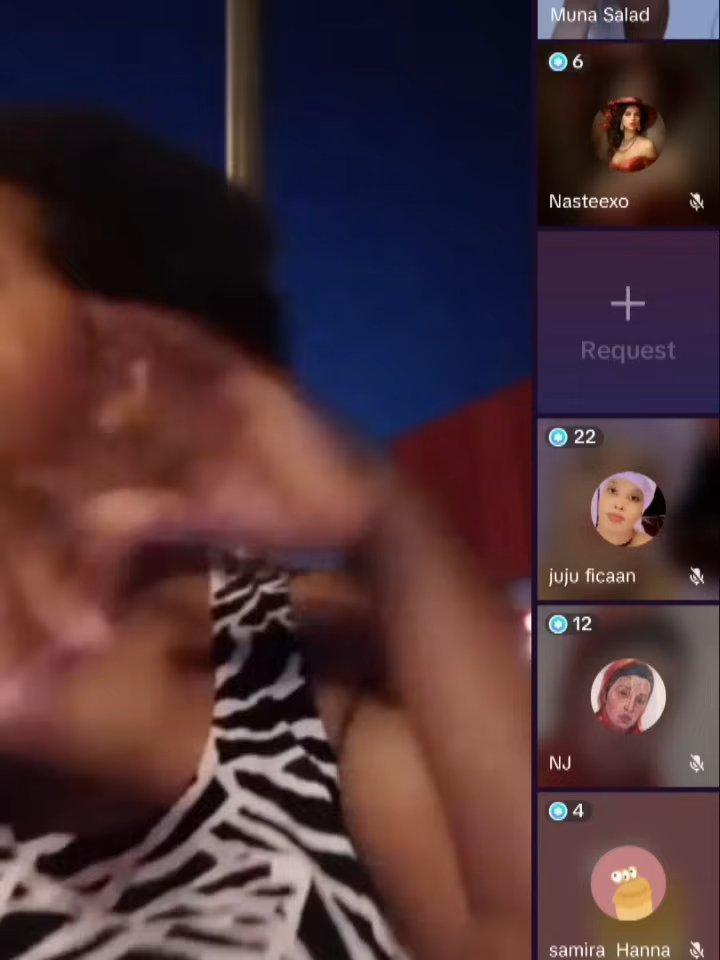 Muna Salad
6
Nasteexo
Request
22
juju ficaan
12
NJ
4
samira Hanna